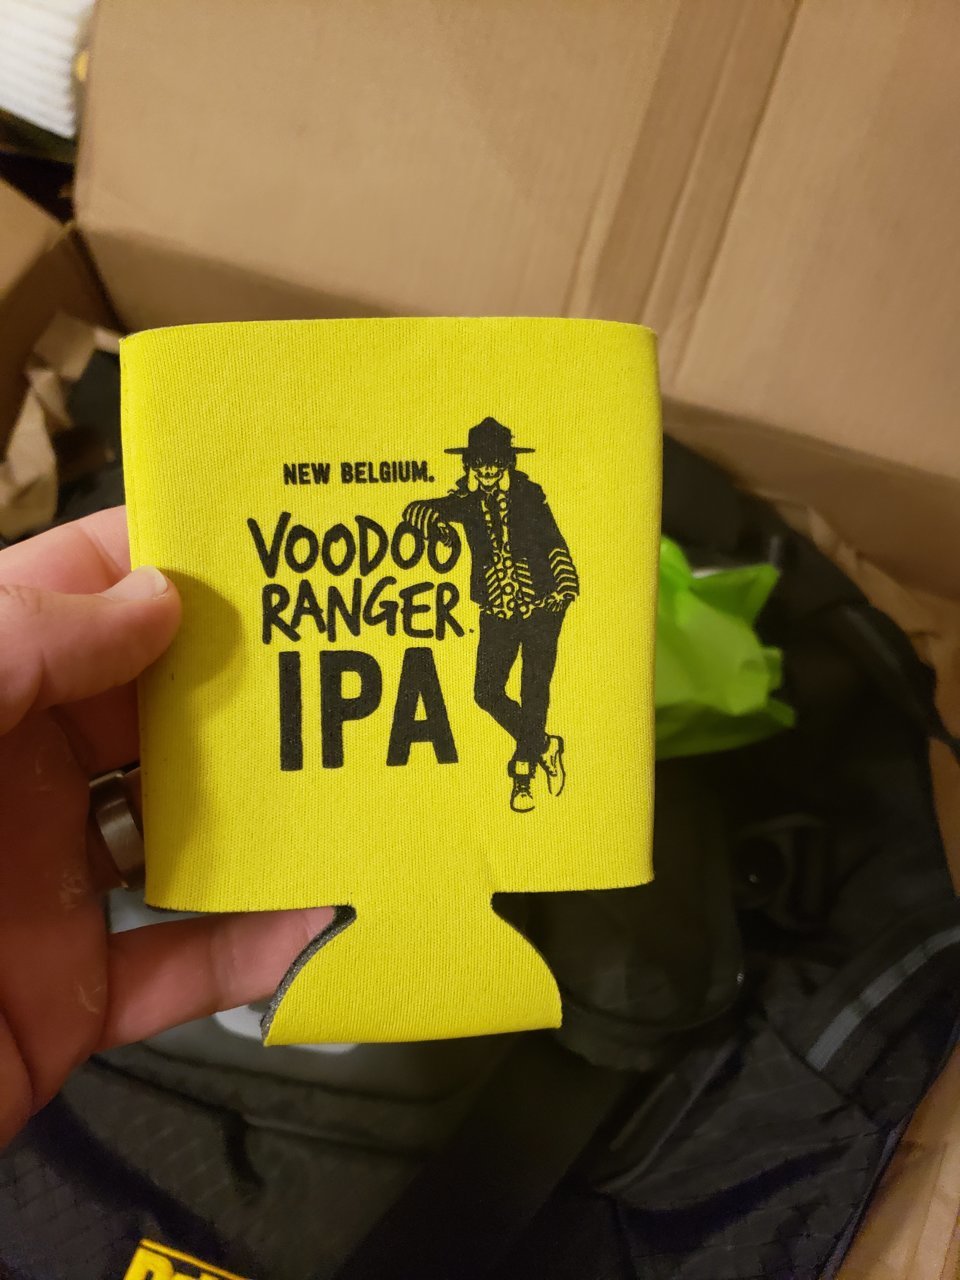 NEW BELGIUM.
VOODOO
RANGER.
IPA